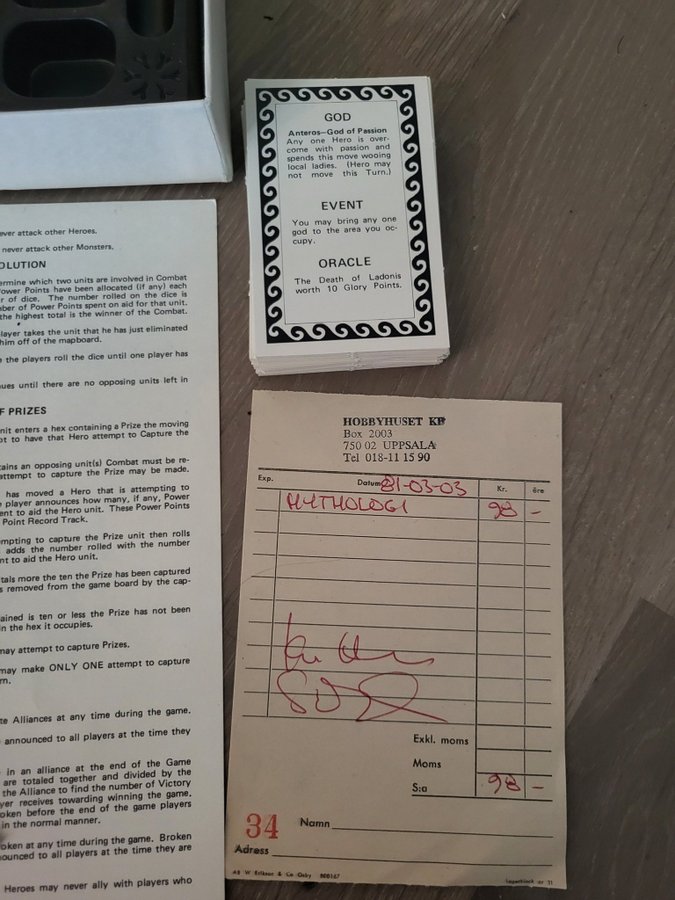 ever attack other Heroes.
never attack other Monsters.
OLUTION
ermine which two units are involved in Combat
ower Points have been allocated (if any) each
r of dice. The number rolled on the dice is
ber of Power Points spent on aid for that unit.
the highest total is the winner of the Combat.
layer takes the unit that he has just eliminated
him off of the mapboard.
e the players roll the dice until one player has
ues until there are no opposing units left in
F PRIZES
nit enters a hex containing a Prize the moving
pt to have that Hero attempt to Capture the
tains an opposing unit(s) Combat must be re-
attempt to capture the Prize may be made.
has moved a Hero that is attempting to
e player announces how many, if any, Power
ent to aid the Hero unit. These Power Points
Point Record Track.
mpting to capture the Prize unit then rolls
adds the number rolled with the number
nt to aid the Hero unit.
tals more the ten the Prize has been captured
s removed from the game board by the cap-
ained is ten or less the Prize has not been
in the hex it occupies.
may attempt to capture Prizes.
may make ONLY ONE attempt to capture
rn.
te Alliances at any time during the game.
announced to all players at the time they
in an alliance at the end of the Game
are totaled together and divided by the
the Alliance to find the number of Victory
yer receives towards winning the game.
oken before the end of the game players
in the normal manner.
oken at any time during the game. Broken
nounced to all players at the time they are
Heroes may never ally with players who
GOD
Anteros—God of Passion
Any one Hero is over-
come with passion and
spends this move wooing
local ladies. (Hero may
not move this Turn.)
EVENT
You may bring any one
god to the area you oc-
cupy.
ORACLE
The Death of Ladonis
worth 10 Glory Points.
HOBBYHUSET KB
Box 2003
750 02 UPPSALA
Tel 018-11 15 90
Exp. Datum 81-03-03 Kr. öre
MYTHOLOGI 98 -
Exkl. moms
Moms
S:a 98 -
34 Namn
Adress
AB W Erikson & Co Osby